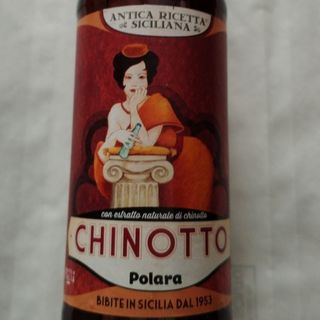 ANTICA RICETTA
SICILIANA
con estratto naturale di chinotto
CHINOTTO
Polara
BIBITE IN SICILIA DAL 1953